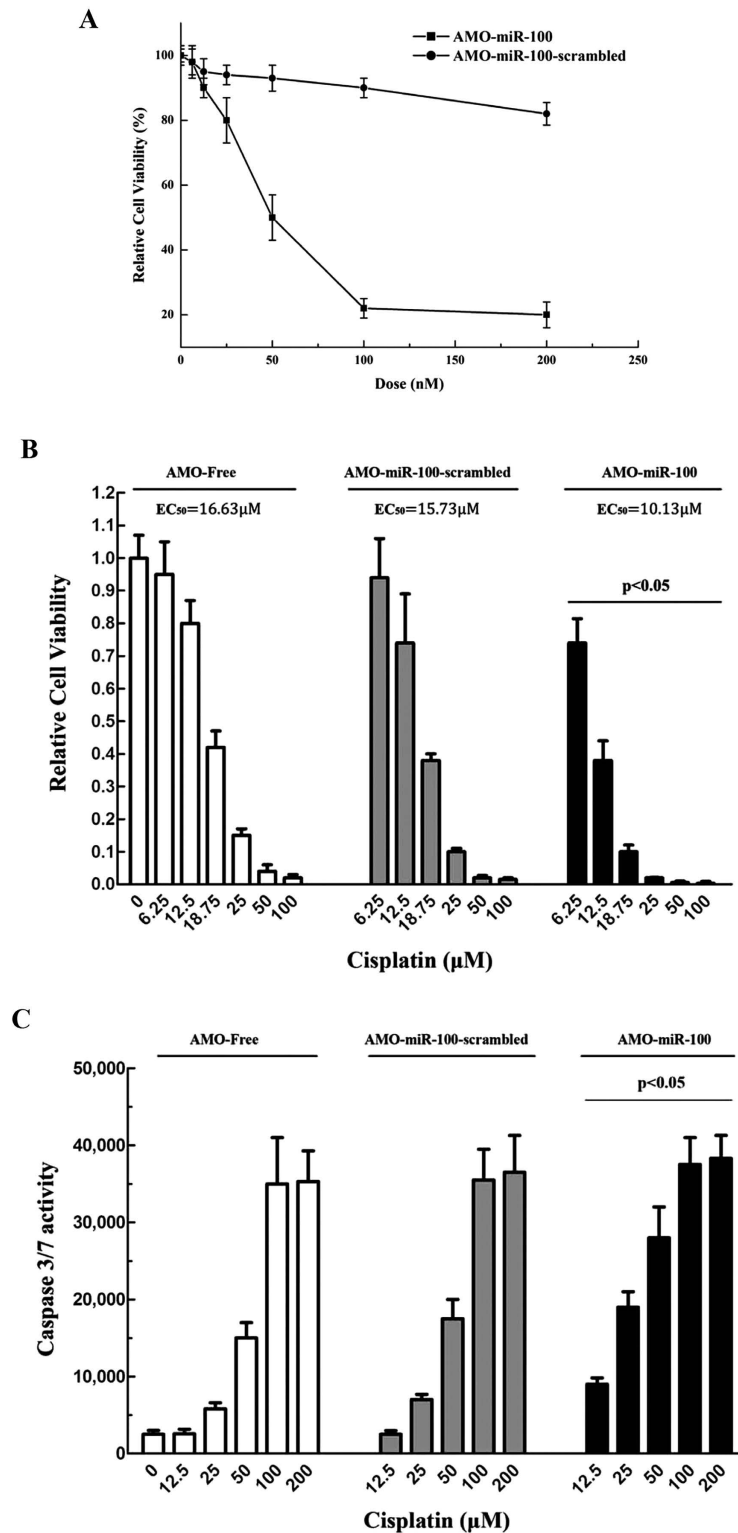 A
AMO-miR-100
AMO-miR-100-scrambled
Relative Cell Viability (%)
100
80
60
40
20
0 50 100 150 200 250
Dose (nM)
B
AMO-Free AMO-miR-100-scrambled AMO-miR-100
EC₅₀=16.63μM EC₅₀=15.73μM EC₅₀=10.13μM
p<0.05
Relative Cell Viability
1.2
1.1
1.0
0.9
0.8
0.7
0.6
0.5
0.4
0.3
0.2
0.1
0.0
0 6.25 12.5 18.75 25 50 100 6.25 12.5 18.75 25 50 100 6.25 12.5 18.75 25 50 100
Cisplatin (μM)
C
AMO-Free AMO-miR-100-scrambled AMO-miR-100
p<0.05
Caspase 3/7 activity
50,000
40,000
30,000
20,000
10,000
0
0 12.5 25 50 100 200 12.5 25 50 100 200 12.5 25 50 100 200
Cisplatin (μM)